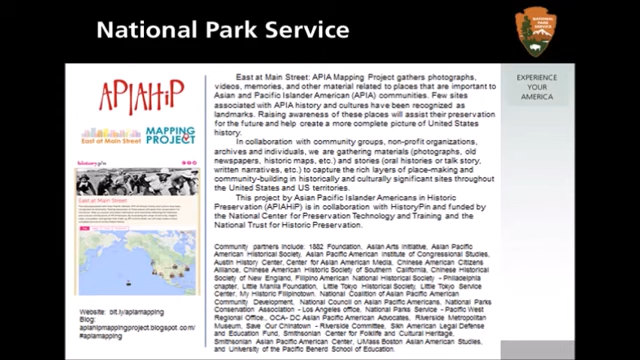 National Park Service
EXPERIENCE
YOUR
AMERICA
APIAHiP
East at Main Street
MAPPING
PROJECT
historypin
East at Main Street
East at Main Street: APIA Mapping Project gathers photographs,
videos, memories, and other material related to places that are important to
Asian and Pacific Islander American (APIA) communities. Few sites
associated with APIA history and cultures have been recognized as
landmarks. Raising awareness of these places will assist their preservation
for the future and help create a more complete picture of United States
history.
In collaboration with community groups, non-profit organizations,
archives and individuals, we are gathering materials (photographs, old
newspapers, historic maps, etc.) and stories (oral histories or talk story,
written narratives, etc.) to capture the rich layers of place-making and
community-building in historically and culturally significant sites throughout
the United States and US territories.
This project by Asian Pacific Islander Americans in Historic
Preservation (APIAHiP) is in collaboration with HistoryPin and funded by
the National Center for Preservation Technology and Training and the
National Trust for Historic Preservation.
Community partners include: 1882 Foundation, Asian Arts Initiative, Asian Pacific
American Historical Society, Asian Pacific American Institute of Congressional Studies,
Austin History Center, Center for Asian American Media, Chinese American Citizens
Alliance, Chinese American Historic Society of Southern California, Chinese Historical
Society of New England, Filipino American National Historical Society - Philadelphia
chapter, Little Manila Foundation, Little Tokyo Historical Society, Little Tokyo Service
Center, My Historic Filipinotown, National Coalition of Asian Pacific American
Community Development, National Council on Asian Pacific Americans, National Parks
Conservation Association - Los Angeles office, National Parks Service - Pacific West
Regional Office, OCA- DC Asian Pacific American Advocates, Riverside Metropolitan
Museum, Save Our Chinatown - Riverside Committee, Sikh American Legal Defense
and Education Fund, Smithsonian Center for Folklife and Cultural Heritage,
Smithsonian Asian Pacific American Center, UMass Boston Asian American Studies,
and University of the Pacific Benerd School of Education.
Website: bit.ly/apiamapping
Blog:
apiahipmappingproject.blogspot.com/
#apiamapping